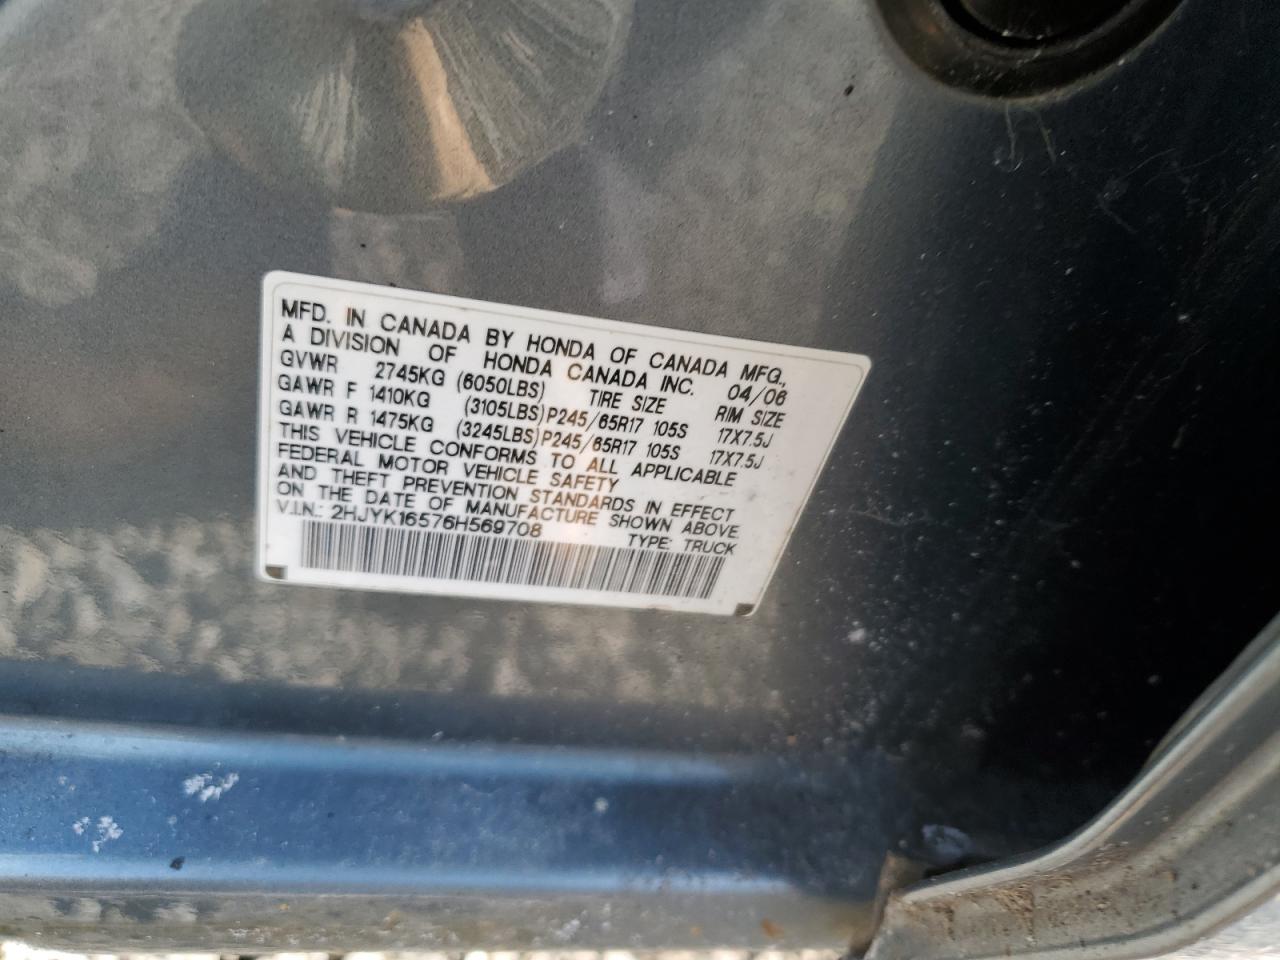 MFD. IN CANADA BY HONDA OF CANADA MFG.,
A DIVISION OF HONDA CANADA INC. 04/06
GVWR 2745KG (6050LBS) TIRE SIZE RIM SIZE
GAWR F 1410KG (3105LBS) P245/65R17 105S 17X7.5J
GAWR R 1475KG (3245LBS) P245/65R17 105S 17X7.5J
THIS VEHICLE CONFORMS TO ALL APPLICABLE
FEDERAL MOTOR VEHICLE SAFETY
AND THEFT PREVENTION STANDARDS IN EFFECT
ON THE DATE OF MANUFACTURE SHOWN ABOVE.
V.I.N.: 2HJYK16576H569708 TYPE: TRUCK